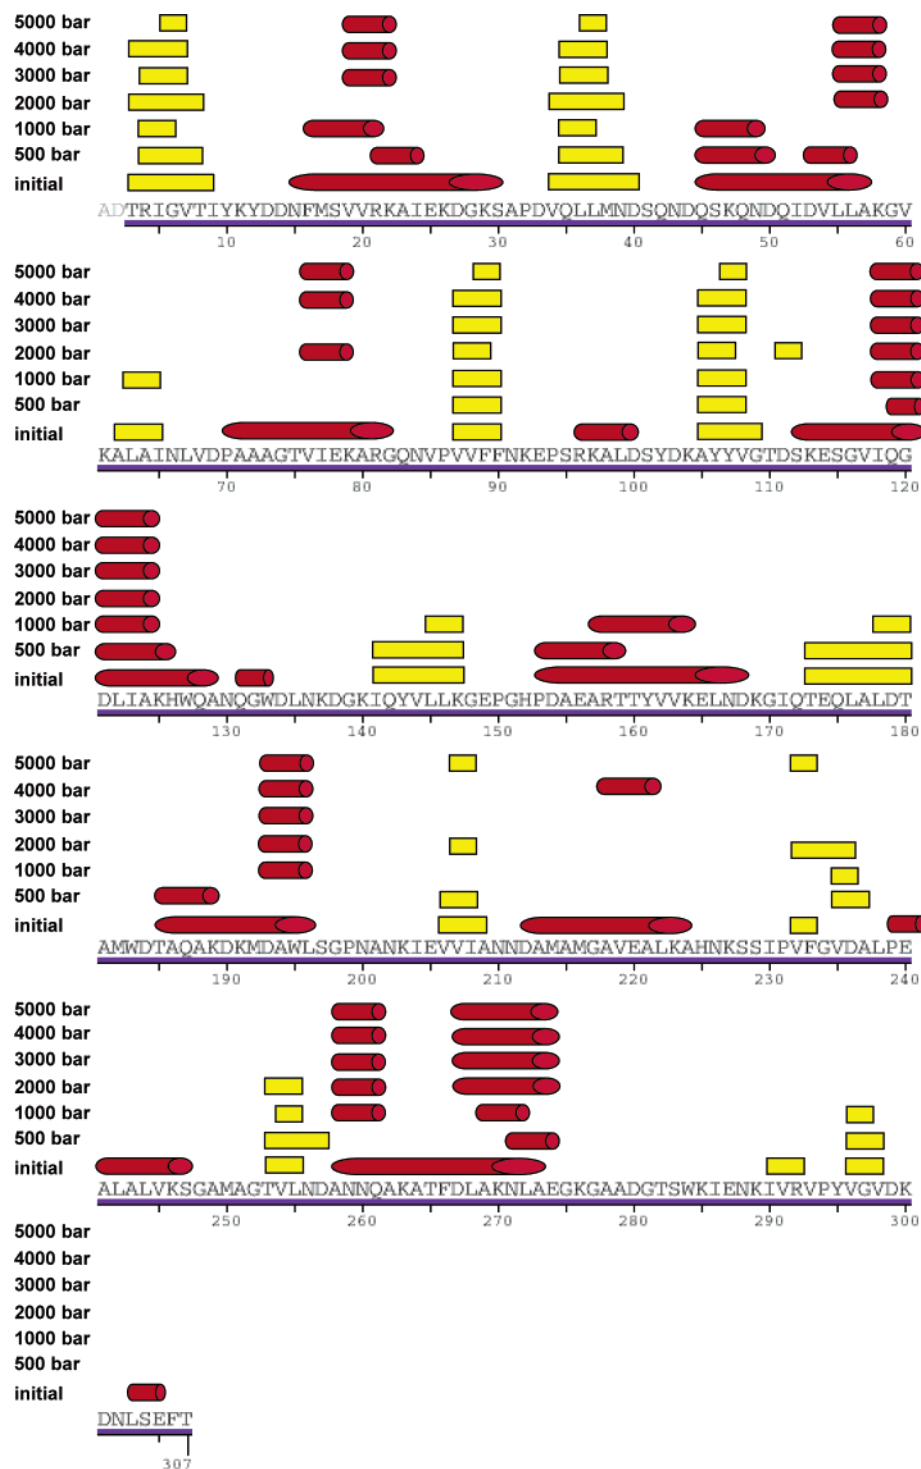 5000 bar
4000 bar
3000 bar
2000 bar
1000 bar
500 bar
initial
ADTRIGVTIYKYDDNFMSVVRKAIEKDGKSAPDVQLLMNDSQNDQSKQNDQIDVLLAKGV
10 20 30 40 50 60
5000 bar
4000 bar
3000 bar
2000 bar
1000 bar
500 bar
initial
KALAINLVDPAAAGTVIEKARGQNVPVVFFNKEPSRKALDSYDKAYYVGTDSKESGVIQG
70 80 90 100 110 120
5000 bar
4000 bar
3000 bar
2000 bar
1000 bar
500 bar
initial
DLIAKHWQANQGWDLNKDGKIQYVLLKGEPGHPDAEARTTYVVKELNDKGIQTEQLALDT
130 140 150 160 170 180
5000 bar
4000 bar
3000 bar
2000 bar
1000 bar
500 bar
initial
AMWDTAQAKDKMDAWLSGPNANKIEVVIANNDAMAMGAVEALKAHNKSSIPVFGVDALPE
190 200 210 220 230 240
5000 bar
4000 bar
3000 bar
2000 bar
1000 bar
500 bar
initial
ALALVKSGAMAGTVLNDANNQAKATFDLAKNLAEGKGAADGTSWKIENKIVRVPYVGVDK
250 260 270 280 290 300
5000 bar
4000 bar
3000 bar
2000 bar
1000 bar
500 bar
initial
DNLSEFT
307